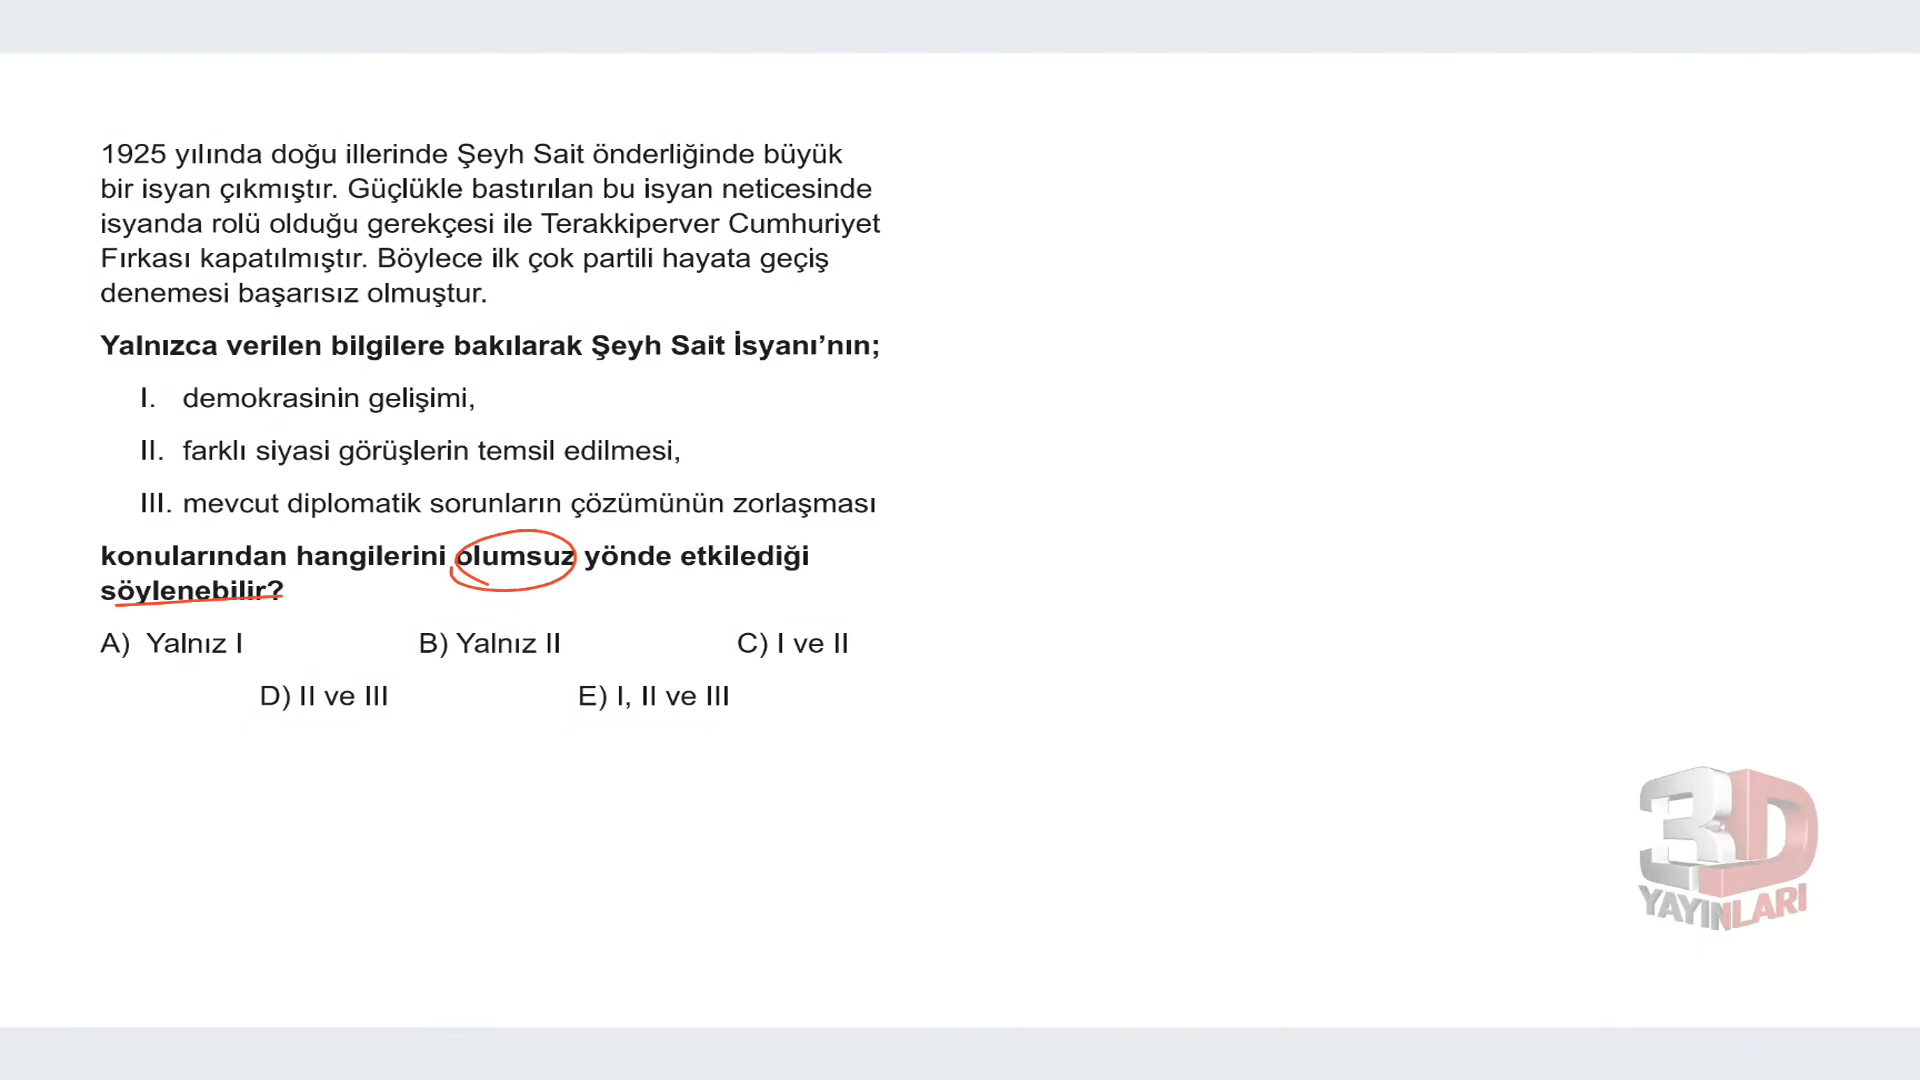 1925 yılında doğu illerinde Şeyh Sait önderliğinde büyük
bir isyan çıkmıştır. Güçlükle bastırılan bu isyan neticesinde
isyanda rolü olduğu gerekçesi ile Terakkiperver Cumhuriyet
Fırkası kapatılmıştır. Böylece ilk çok partili hayata geçiş
denemesi başarısız olmuştur.
Yalnızca verilen bilgilere bakılarak Şeyh Sait İsyanı’nın;
I. demokrasinin gelişimi,
II. farklı siyasi görüşlerin temsil edilmesi,
III. mevcut diplomatik sorunların çözümünün zorlaşması
konularından hangilerini olumsuz yönde etkilediği
söylenebilir?
A) Yalnız I B) Yalnız II C) I ve II
D) II ve III E) I, II ve III
3D
YAYINLARI